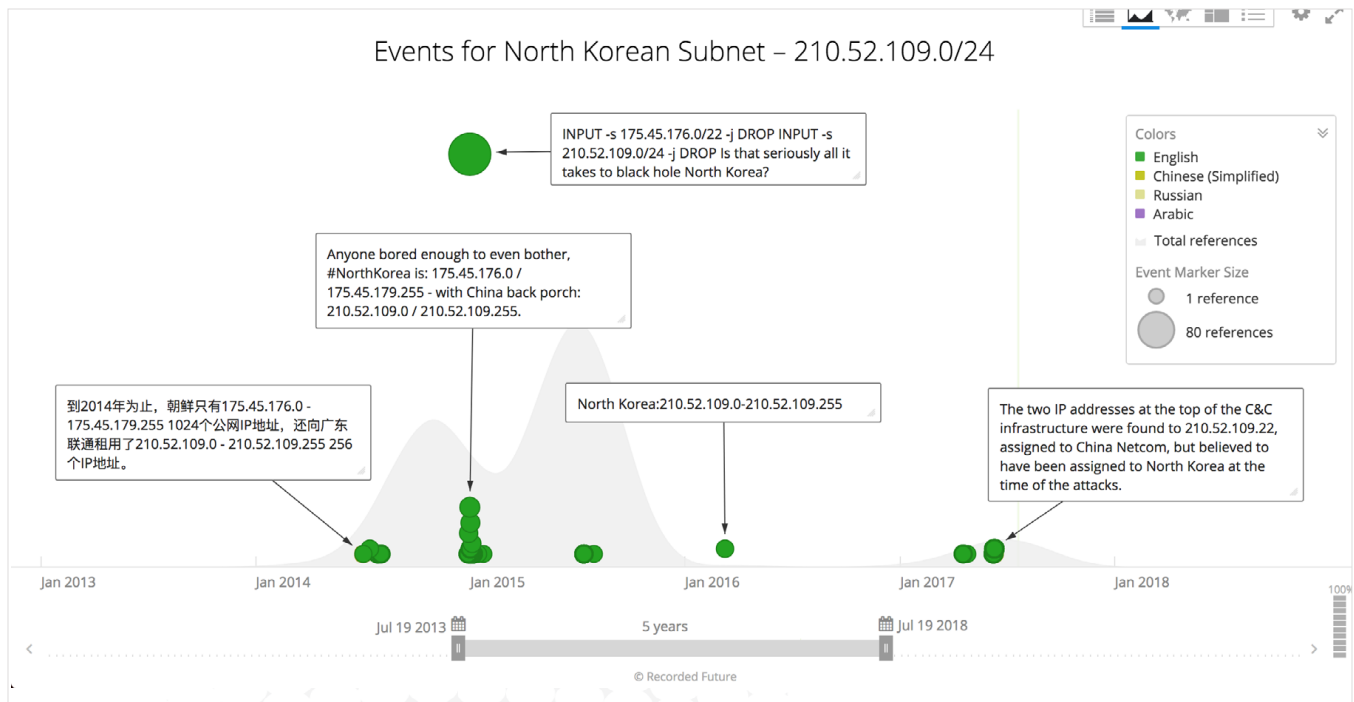 Events for North Korean Subnet – 210.52.109.0/24
INPUT -s 175.45.176.0/22 -j DROP INPUT -s
210.52.109.0/24 -j DROP Is that seriously all it
takes to black hole North Korea?
Colors
English
Chinese (Simplified)
Russian
Arabic
Total references
Event Marker Size
1 reference
80 references
Anyone bored enough to even bother,
#NorthKorea is: 175.45.176.0 /
175.45.179.255 - with China back porch:
210.52.109.0 / 210.52.109.255.
到2014年为止，朝鲜只有175.45.176.0 -
175.45.179.255 1024个公网IP地址，还向广东
联通租用了210.52.109.0 - 210.52.109.255 256
个IP地址。
North Korea:210.52.109.0-210.52.109.255
The two IP addresses at the top of the C&C
infrastructure were found to 210.52.109.22,
assigned to China Netcom, but believed to
have been assigned to North Korea at the
time of the attacks.
Jan 2013
Jan 2014
Jan 2015
Jan 2016
Jan 2017
Jan 2018
100%
Jul 19 2013
5 years
Jul 19 2018
© Recorded Future